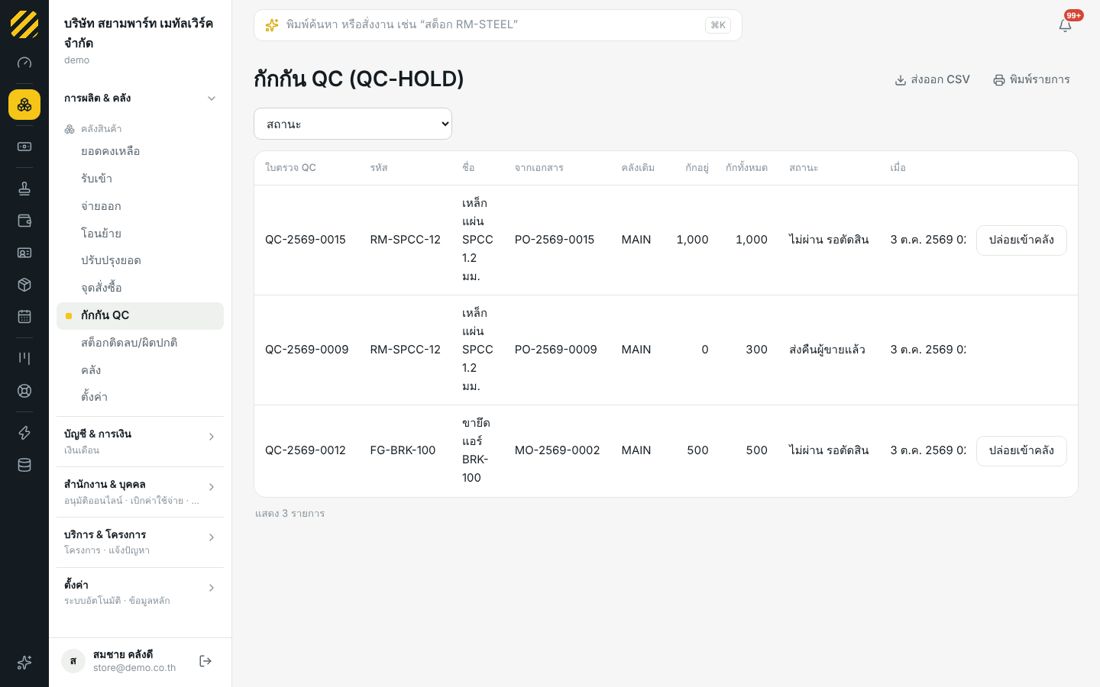 บริษัท สยามพาร์ท เมทัลเวิร์ค
จำกัด
demo
การผลิต & คลัง
คลังสินค้า
ยอดคงเหลือ
รับเข้า
จ่ายออก
โอนย้าย
ปรับปรุงยอด
จุดสั่งซื้อ
กักกัน QC
สต็อกติดลบ/ผิดปกติ
คลัง
ตั้งค่า
บัญชี & การเงิน
เงินเดือน
สำนักงาน & บุคคล
อนุมัติออนไลน์ · เบิกค่าใช้จ่าย · ...
บริการ & โครงการ
โครงการ · แจ้งปัญหา
ตั้งค่า
ระบบอัตโนมัติ · ข้อมูลหลัก
ส
สมชาย คลังดี
store@demo.co.th
พิมพ์ค้นหา หรือสั่งงาน เช่น “สต็อก RM-STEEL”
⌘K
99+
กักกัน QC (QC-HOLD)
ส่งออก CSV
พิมพ์รายการ
สถานะ
ใบตรวจ QC รหัส ชื่อ จากเอกสาร คลังเดิม กักอยู่ กักทั้งหมด สถานะ เมื่อ
QC-2569-0015 RM-SPCC-12 เหล็ก
แผ่น
SPCC
1.2
มม.
PO-2569-0015 MAIN 1,000 1,000 ไม่ผ่าน รอตัดสิน 3 ต.ค. 2569 02 ปล่อยเข้าคลัง
QC-2569-0009 RM-SPCC-12 เหล็ก
แผ่น
SPCC
1.2
มม.
PO-2569-0009 MAIN 0 300 ส่งคืนผู้ขายแล้ว 3 ต.ค. 2569 02
QC-2569-0012 FG-BRK-100 ขายึด
แอร์
BRK-
100
MO-2569-0002 MAIN 500 500 ไม่ผ่าน รอตัดสิน 3 ต.ค. 2569 02 ปล่อยเข้าคลัง
แสดง 3 รายการ